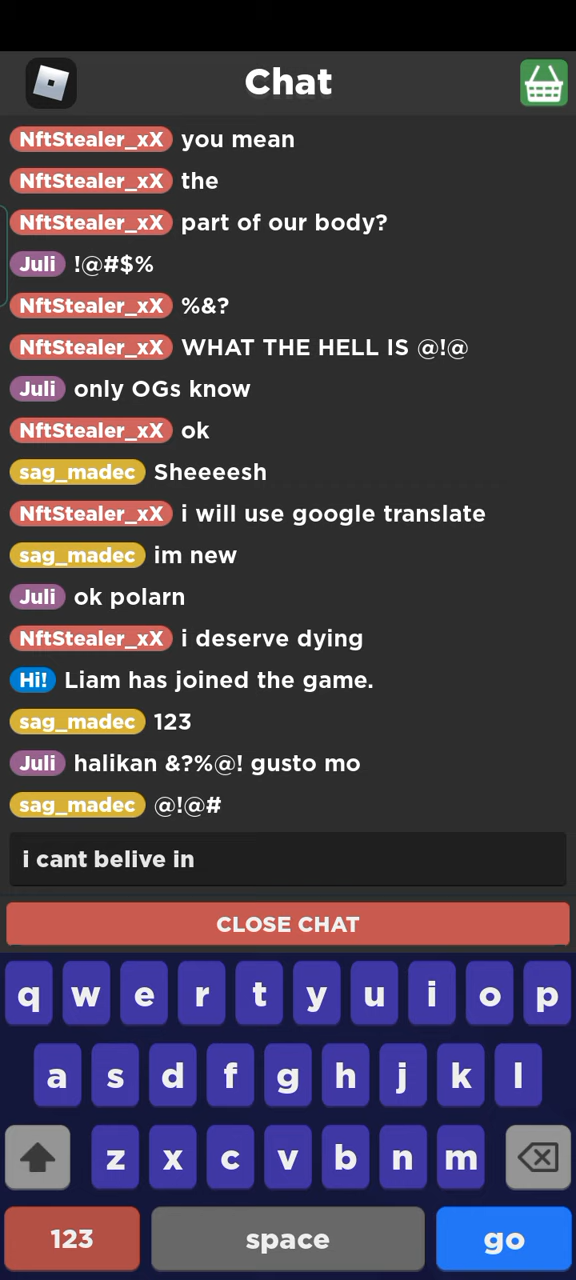 Chat
NftStealer_xX you mean
NftStealer_xX the
NftStealer_xX part of our body?
Juli !@#$%
NftStealer_xX %&?
NftStealer_xX WHAT THE HELL IS @!@
Juli only OGs know
NftStealer_xX ok
sag_madec Sheeeesh
NftStealer_xX i will use google translate
sag_madec im new
Juli ok polarn
NftStealer_xX i deserve dying
Hi! Liam has joined the game.
sag_madec 123
Juli halikan &?%@! gusto mo
sag_madec @!@#
i cant belive in
CLOSE CHAT
q w e r t y u i o p
a s d f g h j k l
z x c v b n m
123 space go